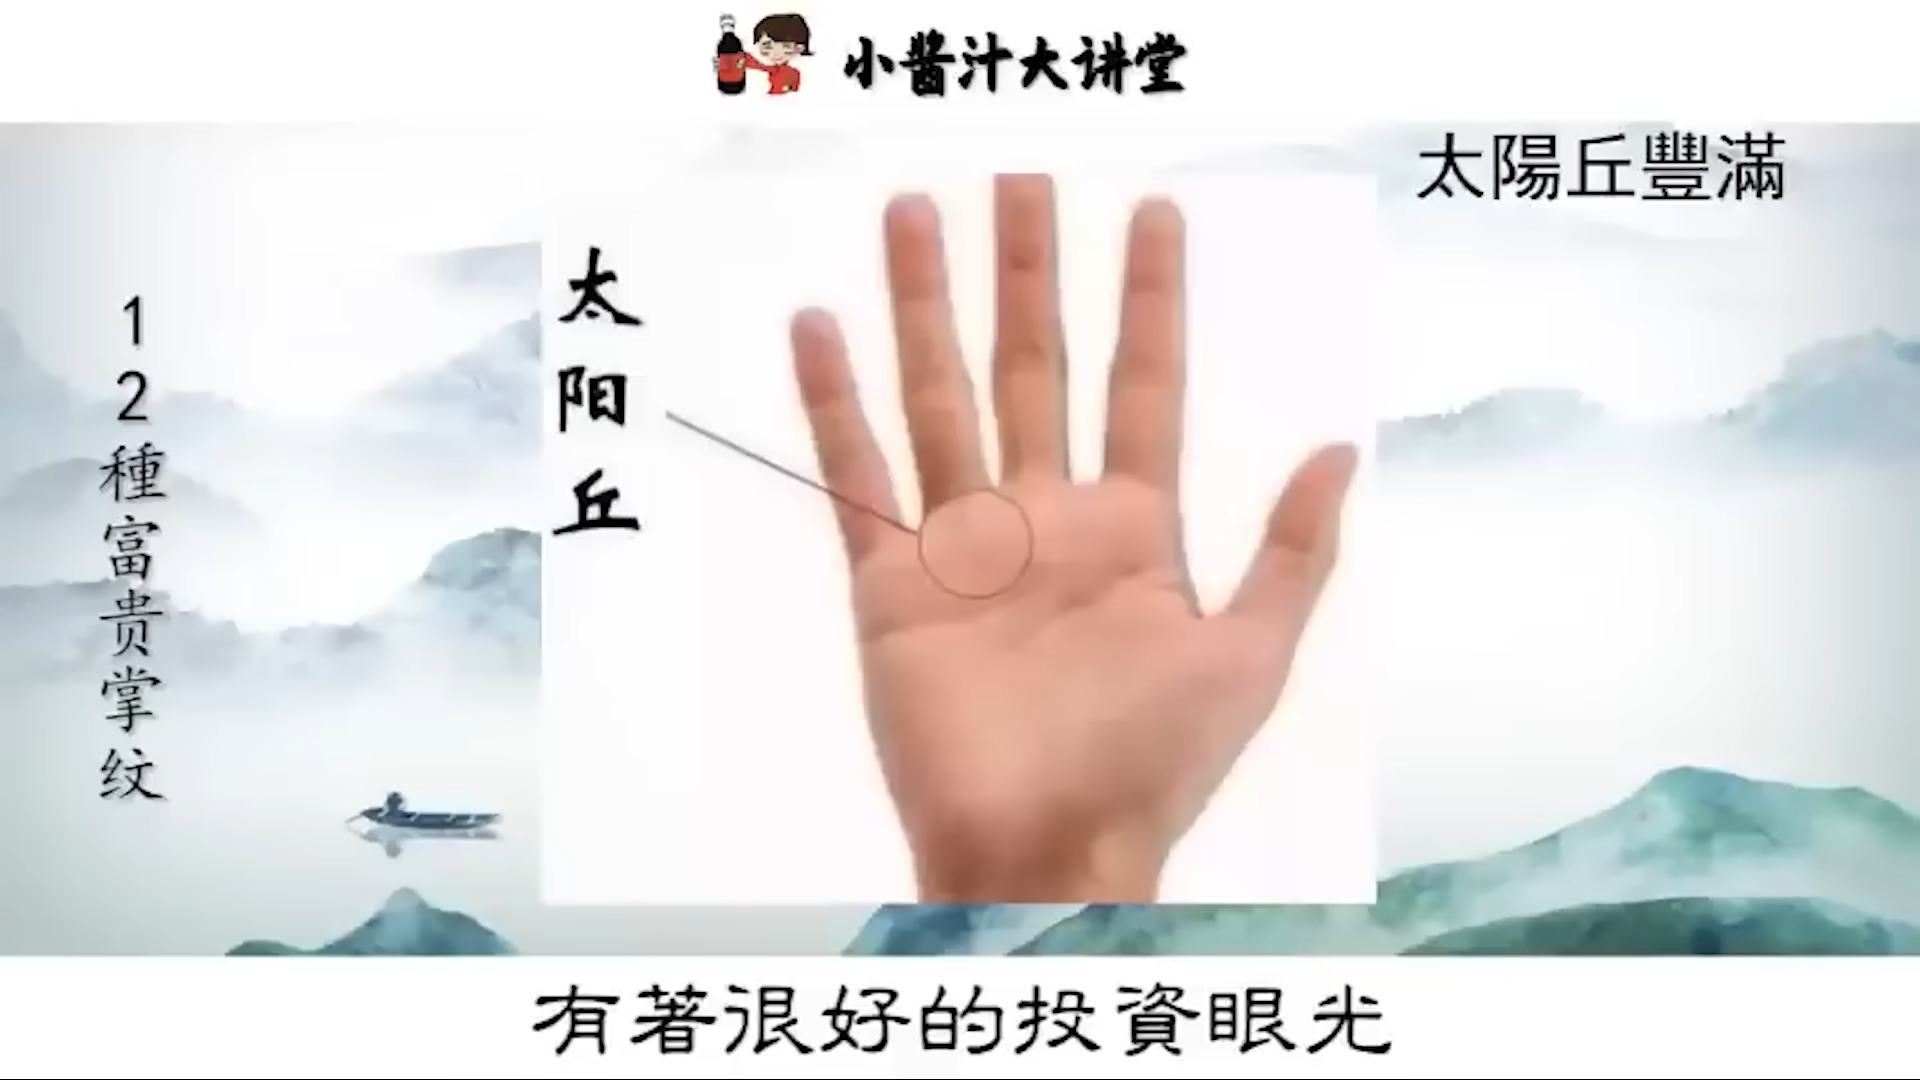 小酱汁大讲堂
太陽丘豐滿
12種富贵掌纹
太阳丘
有著很好的投資眼光